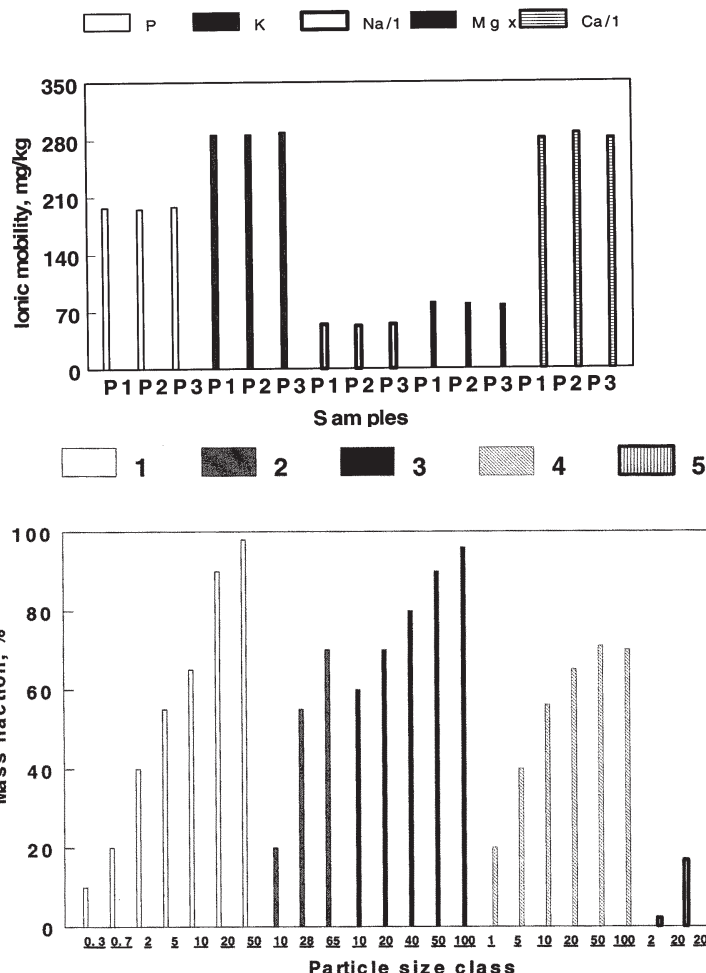 P K Na/1 Mg x Ca/1
350
280
210
140
70
0
Ionic mobility, mg/kg
P1 P2 P3 P1 P2 P3 P1 P2 P3 P1 P2 P3 P1 P2 P3
Samples
1 2 3 4 5
100
80
60
40
20
0
Mass fraction, %
0.3 0.7 2 5 10 20 50 10 28 65 10 20 40 50 100 1 5 10 20 50 100 2 20 20
Particle size class